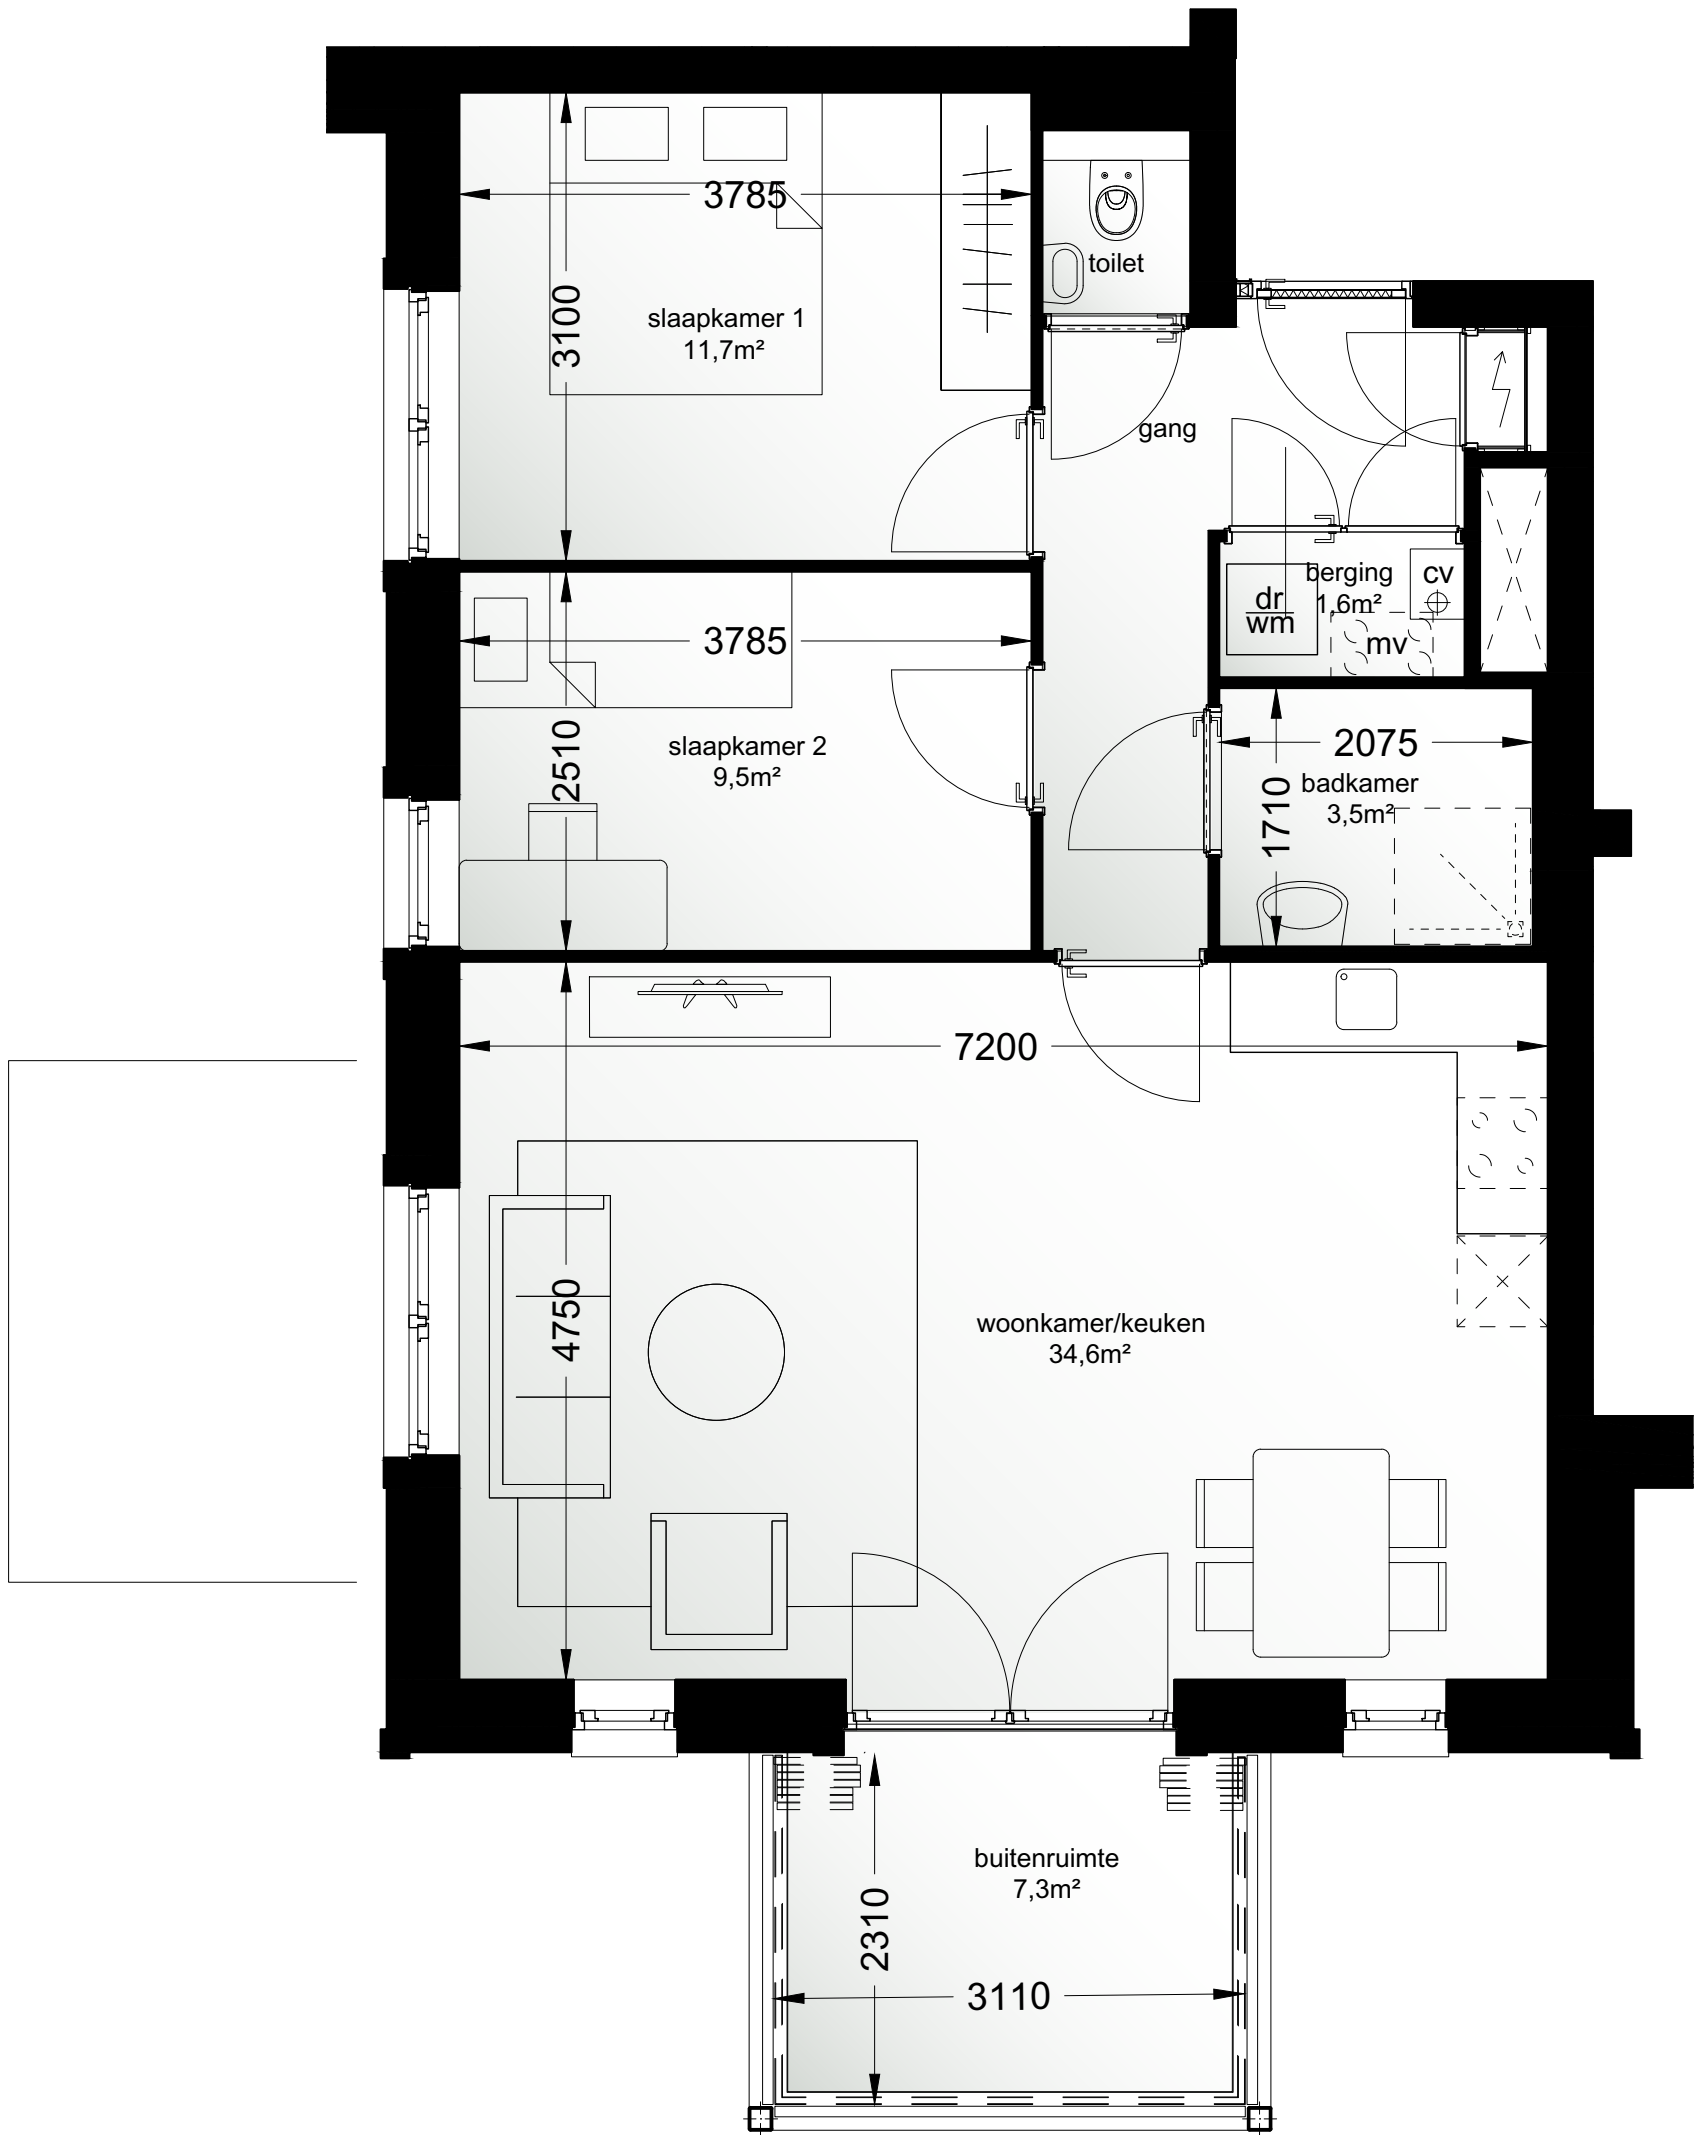 3785
3100
slaapkamer 1
11,7m²
toilet
gang
berging
1,6m²
cv
dr
wm
mv
3785
2510
slaapkamer 2
9,5m²
2075
badkamer
3,5m²
1710
7200
4750
woonkamer/keuken
34,6m²
buitenruimte
7,3m²
2310
3110